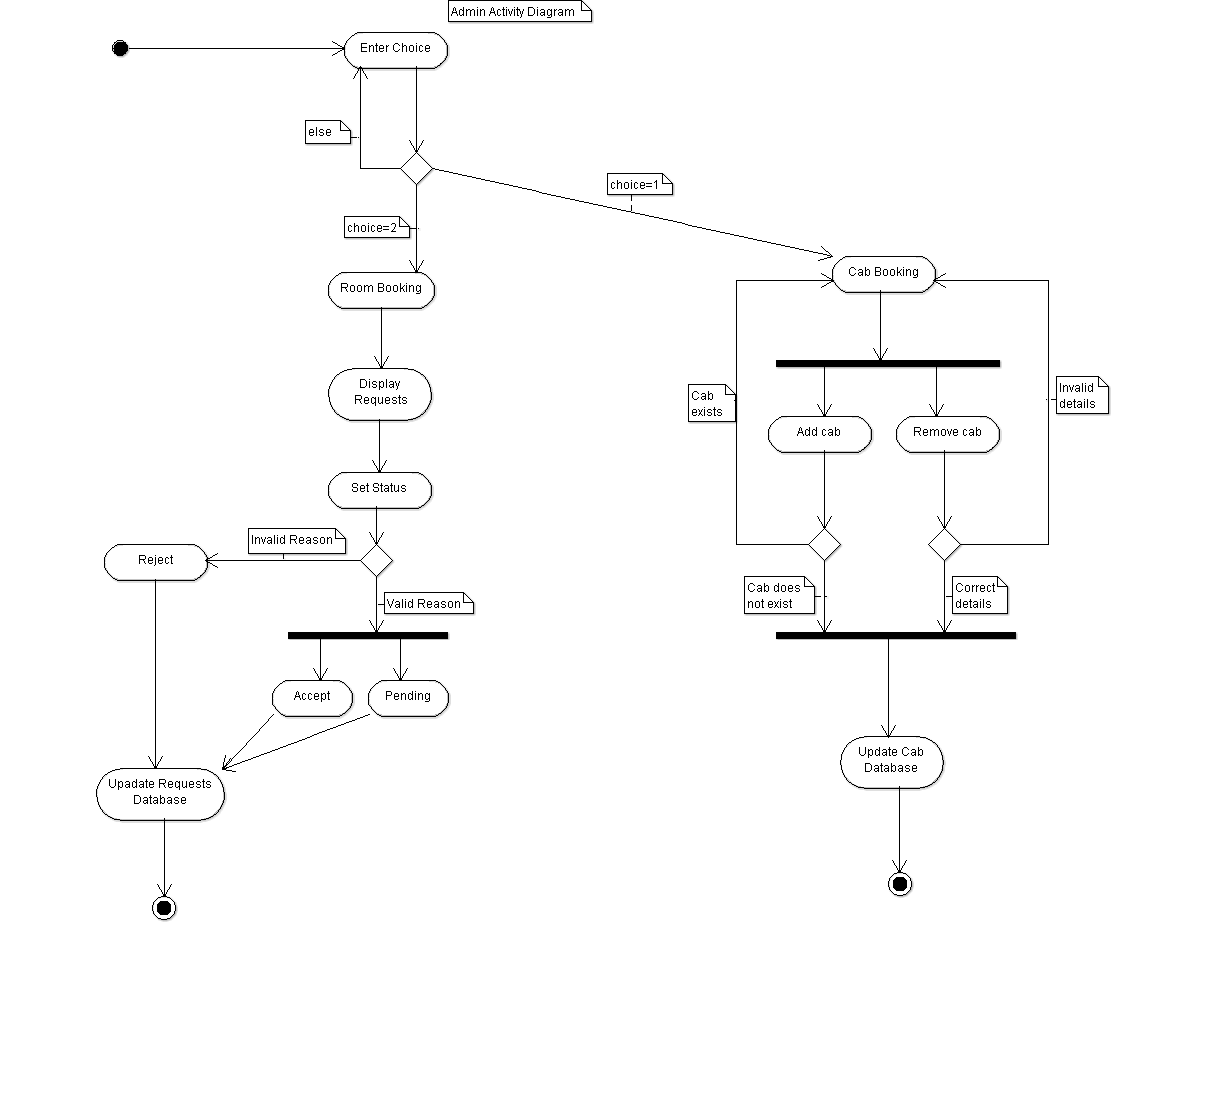 Admin Activity Diagram
Enter Choice
else
choice=1
choice=2
Cab Booking
Room Booking
Display
Requests
Cab
exists
Invalid
details
Add cab
Remove cab
Set Status
Invalid Reason
Reject
Valid Reason
Cab does
not exist
Correct
details
Accept
Pending
Update Cab
Database
Upadate Requests
Database